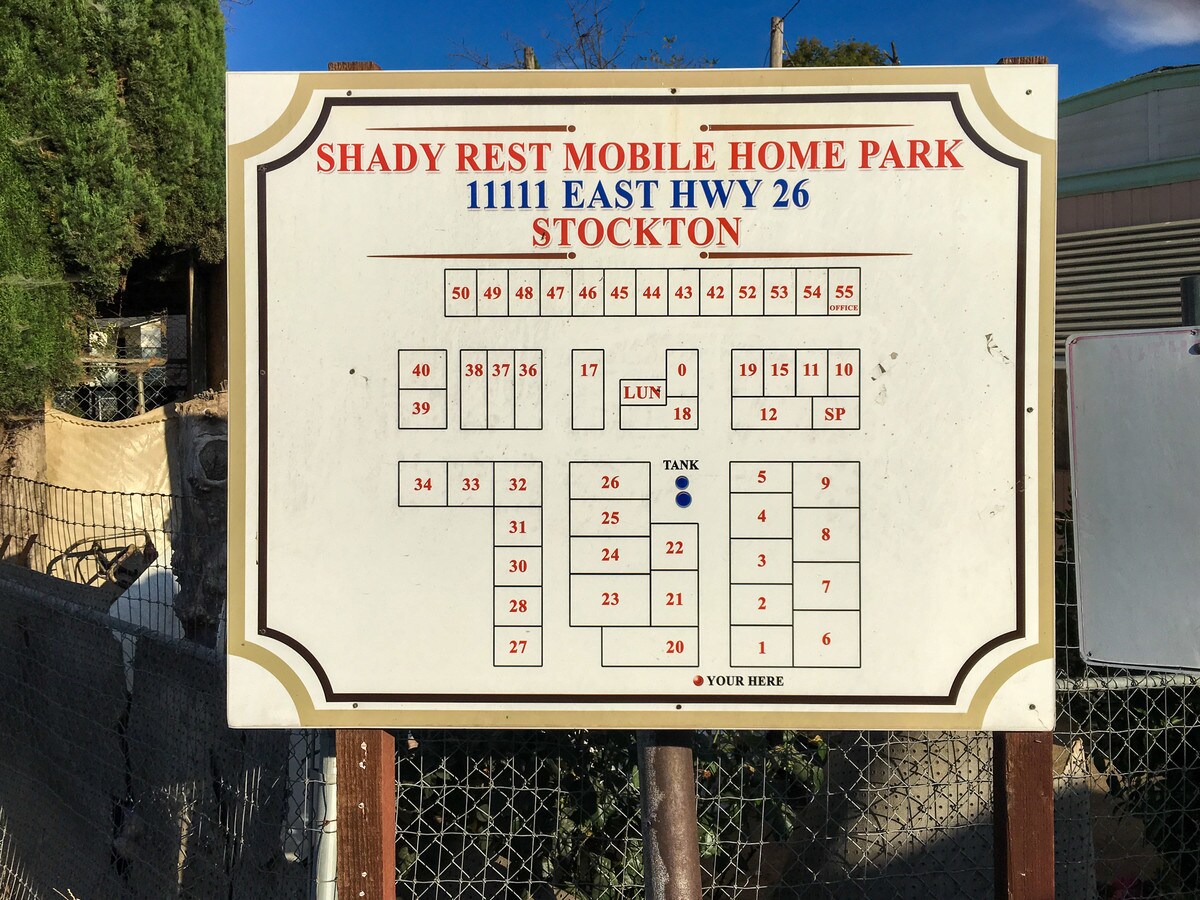 SHADY REST MOBILE HOME PARK
11111 EAST HWY 26
STOCKTON
50 49 48 47 46 45 44 43 42 52 53 54 55
OFFICE
40 38 37 36 17 0 19 15 11 10
LUN
39 18 12 SP
TANK
34 33 32 26 5 9
25 4
31 8
24 22 3
30 7
28 23 21 2
27 20 1 6
YOUR HERE